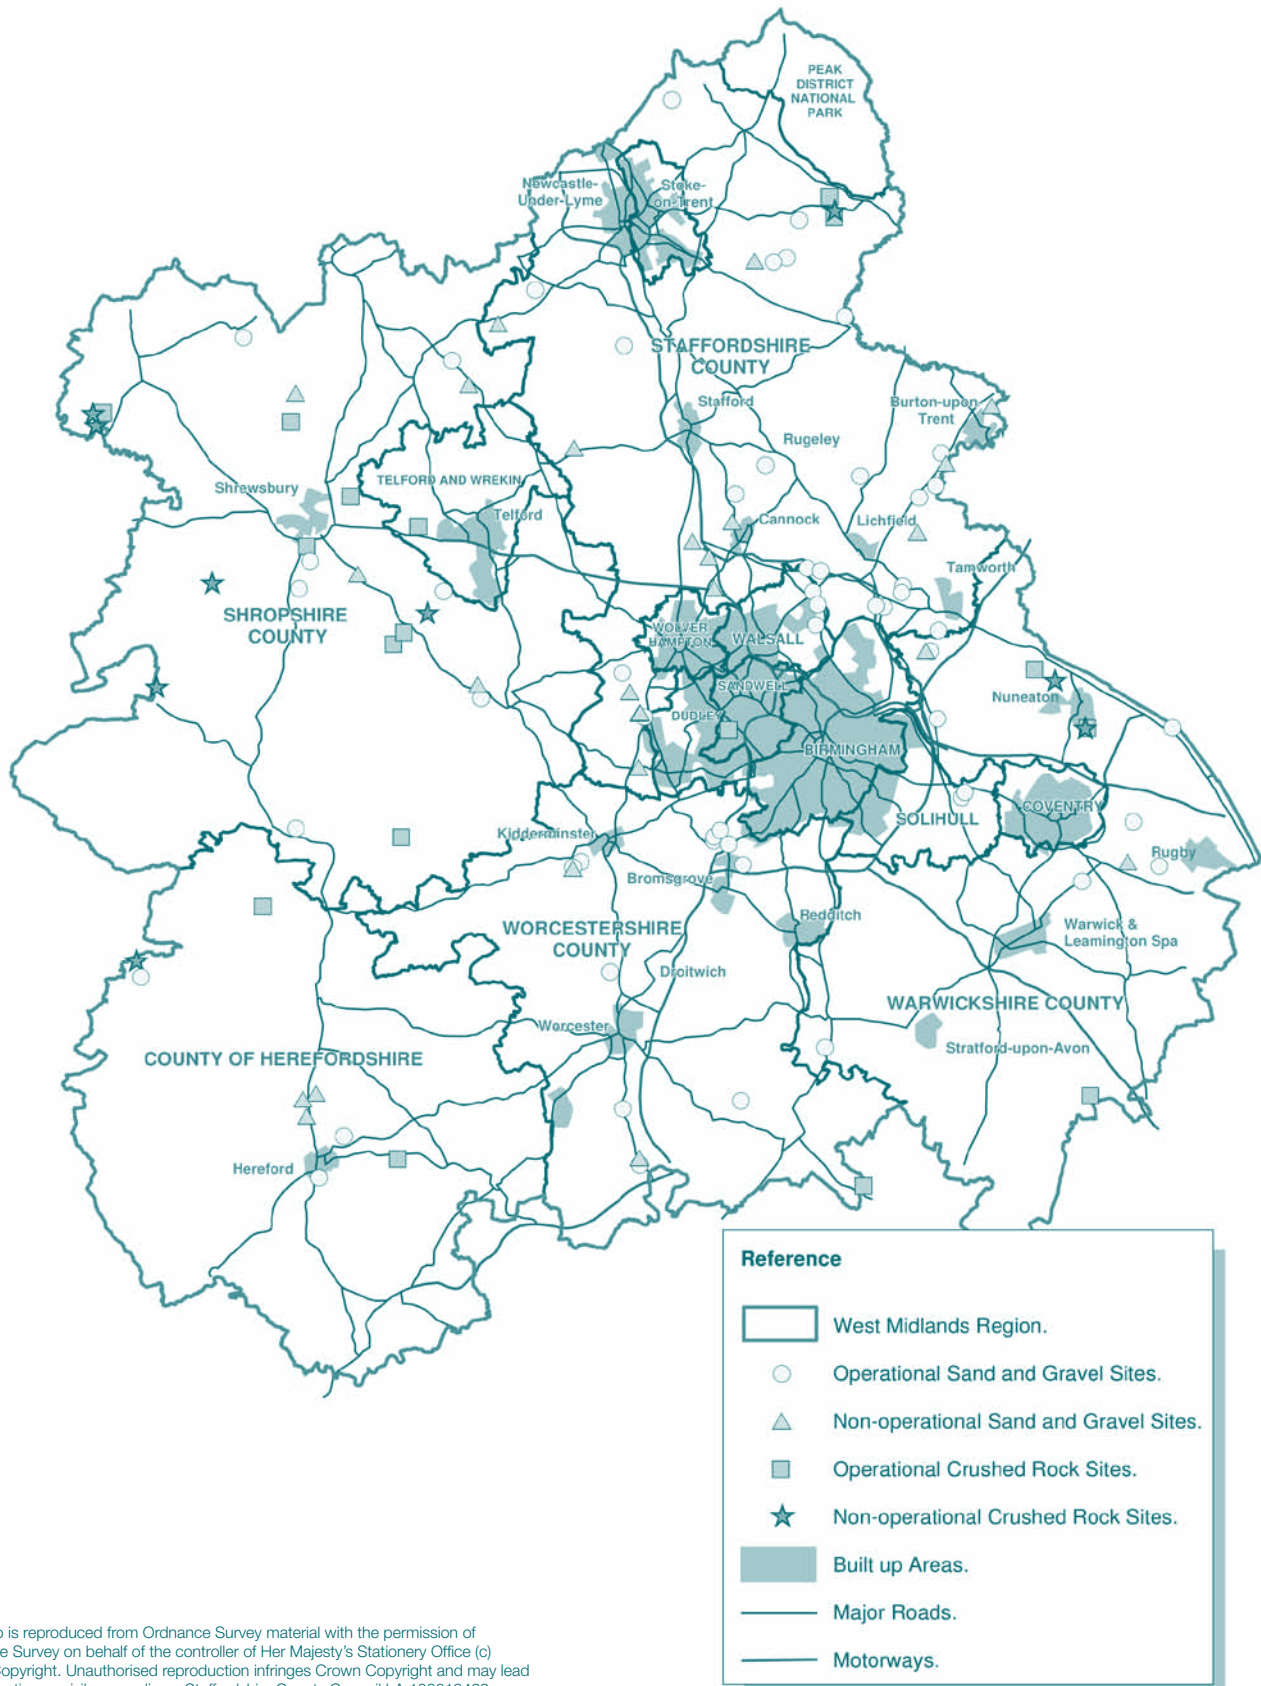 PEAK
DISTRICT
NATIONAL
PARK
Newcastle-
Under-Lyme
Stoke-
on-Trent
STAFFORDSHIRE
COUNTY
Stafford
Burton-upon
Trent
Rugeley
Shrewsbury
TELFORD AND WREKIN
Telford
Cannock
Lichfield
Tamworth
SHROPSHIRE
COUNTY
WOLVER
HAMPTON
WALSALL
SANDWELL
DUDLEY
Nuneaton
BIRMINGHAM
SOLIHULL
COVENTRY
Kidderminster
Rugby
Bromsgrove
Redditch
WORCESTERSHIRE
COUNTY
Warwick &
Leamington Spa
Droitwich
WARWICKSHIRE COUNTY
Worcester
Stratford-upon-Avon
COUNTY OF HEREFORDSHIRE
Hereford
Reference
West Midlands Region.
Operational Sand and Gravel Sites.
Non-operational Sand and Gravel Sites.
Operational Crushed Rock Sites.
Non-operational Crushed Rock Sites.
Built up Areas.
Major Roads.
Motorways.
is reproduced from Ordnance Survey material with the permission of
e Survey on behalf of the controller of Her Majesty's Stationery Office (c)
opyright. Unauthorised reproduction infringes Crown Copyright and may lead